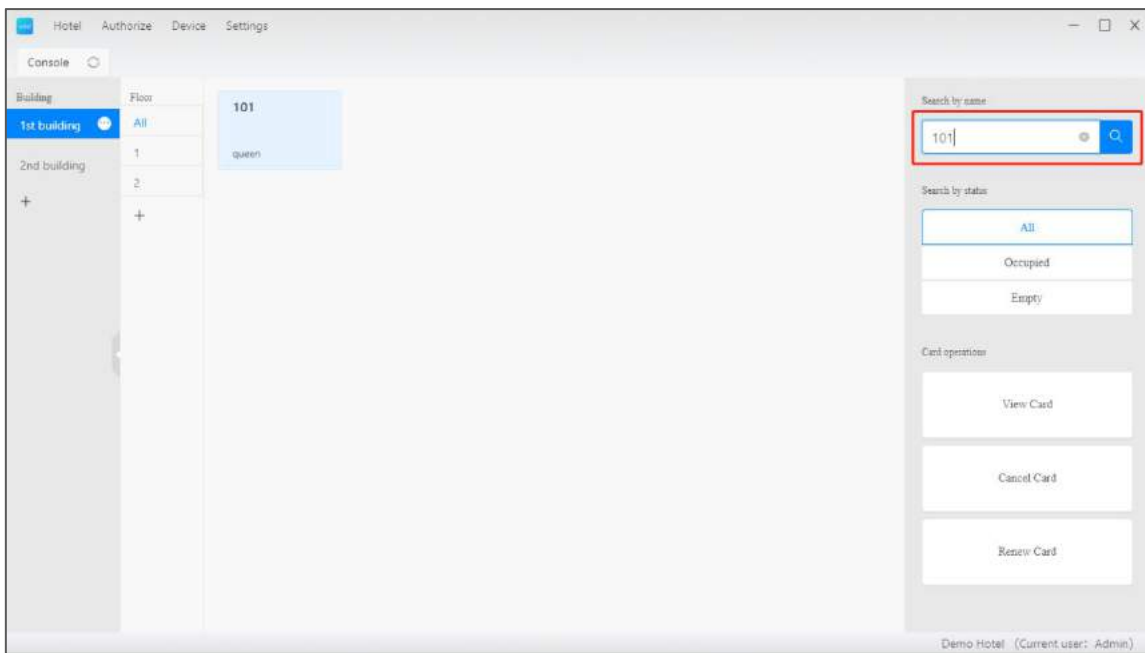 Hotel Authorize Device Settings
Console
Building
1st building
2nd building
+
Floor
All
1
2
+
101
queen
Search by name
101
Search by status
All
Occupied
Empty
Card operations
View Card
Cancel Card
Renew Card
Demo Hotel (Current user: Admin)